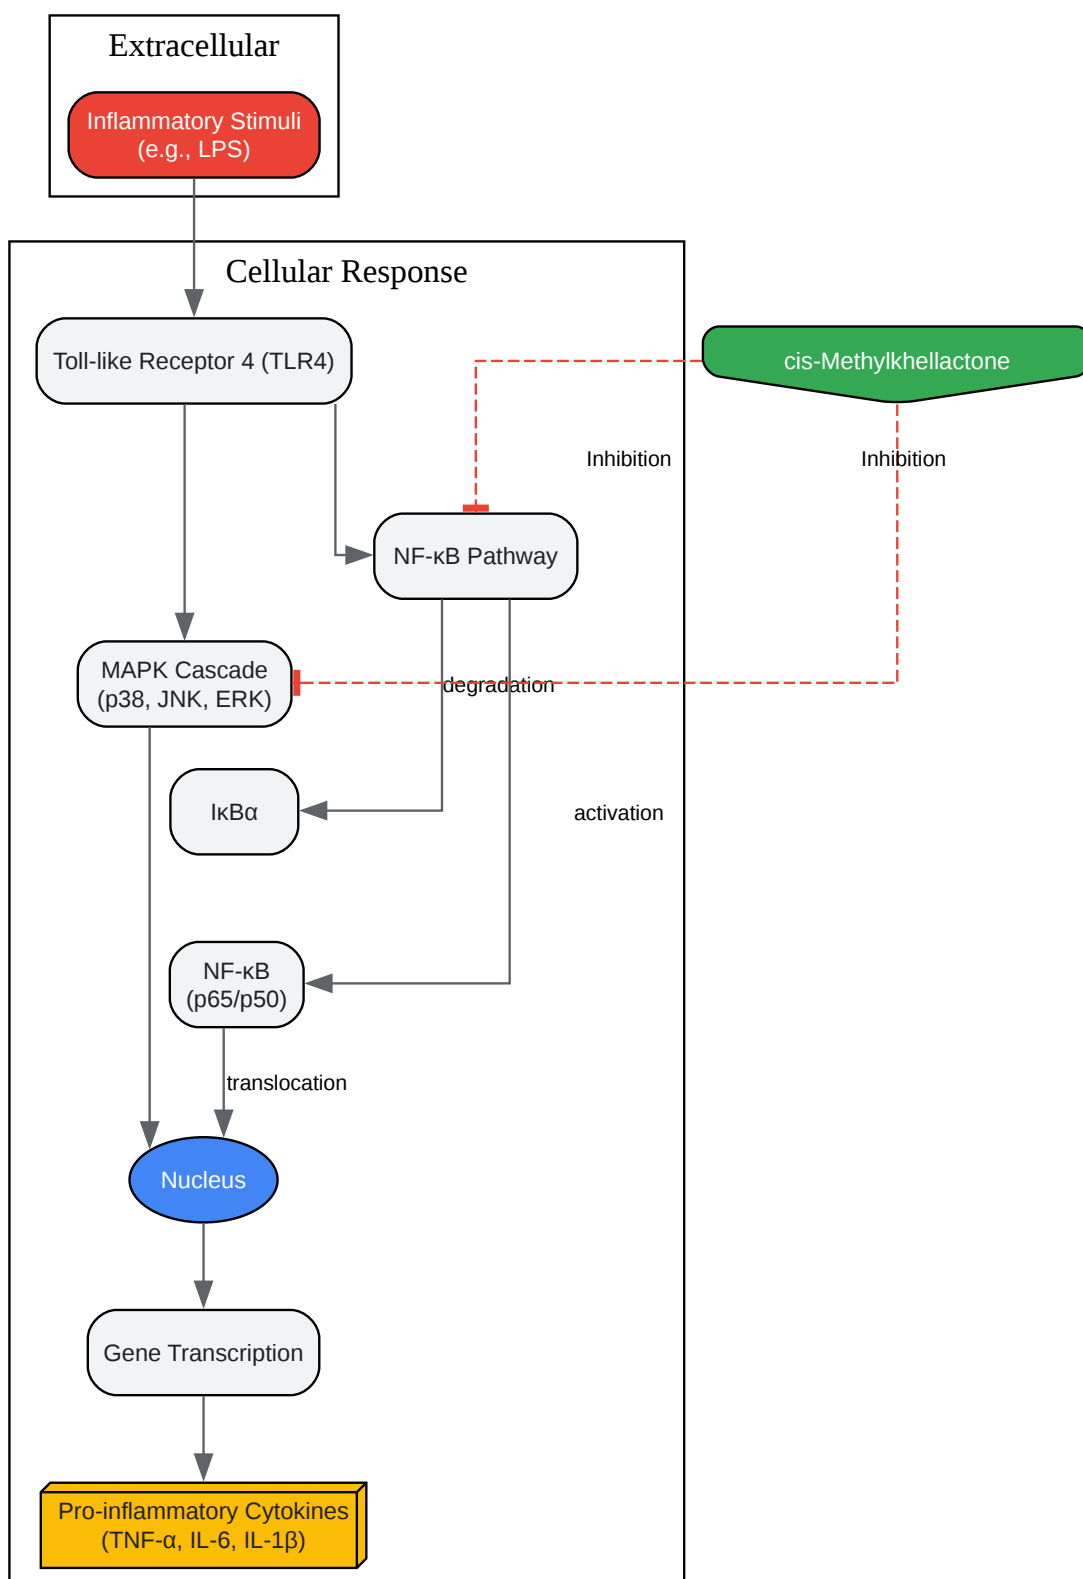 Extracellular
Inflammatory Stimuli
(e.g., LPS)
Cellular Response
Toll-like Receptor 4 (TLR4)
cis-Methylkhellactone
Inhibition
Inhibition
NF-κB Pathway
MAPK Cascade
(p38, JNK, ERK)
degradation
IκBα
activation
NF-κB
(p65/p50)
translocation
Nucleus
Gene Transcription
Pro-inflammatory Cytokines
(TNF-α, IL-6, IL-1β)